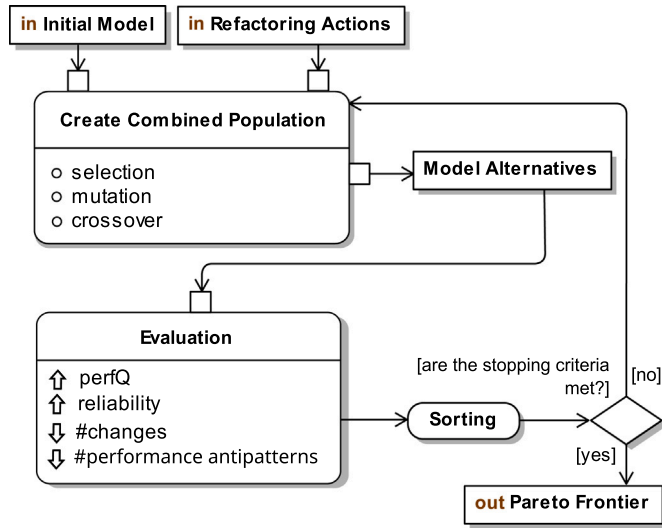 in Initial Model
in Refactoring Actions
Create Combined Population
selection
mutation
crossover
Model Alternatives
Evaluation
perfQ
reliability
#changes
#performance antipatterns
Sorting
[are the stopping criteria
met?]
[no]
[yes]
out Pareto Frontier